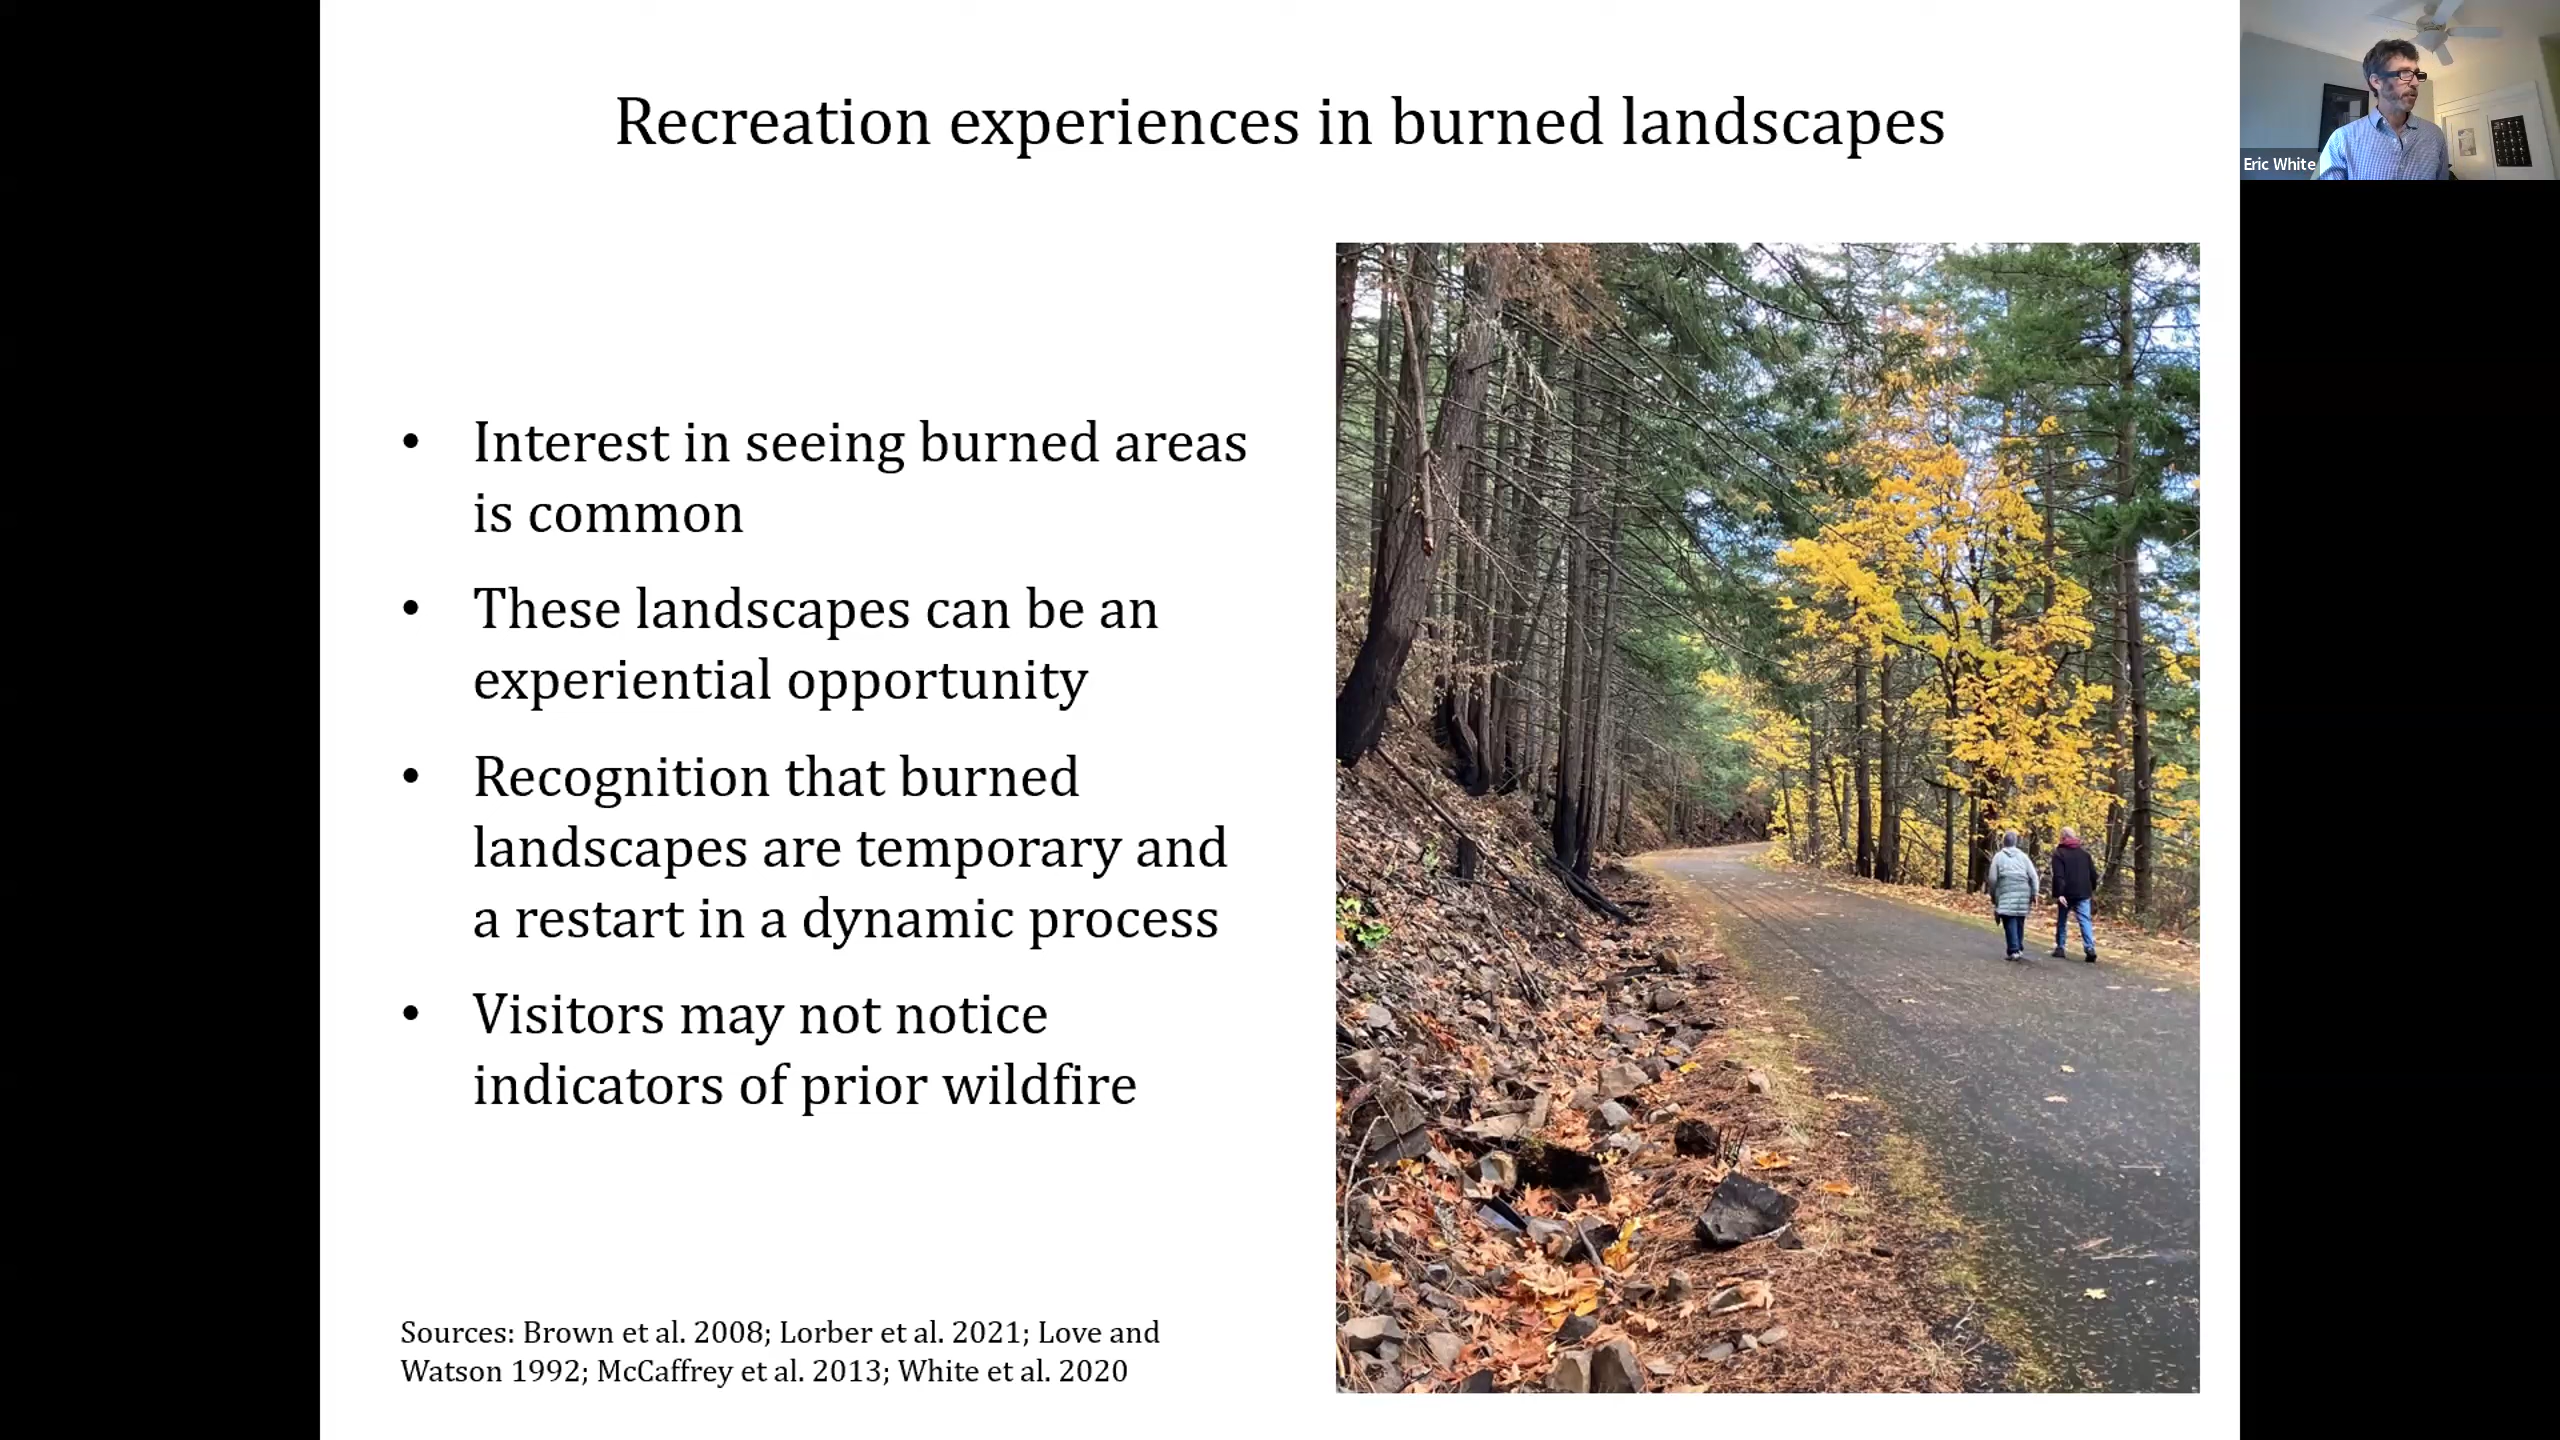 Recreation experiences in burned landscapes
Eric White
• Interest in seeing burned areas
is common
• These landscapes can be an
experiential opportunity
• Recognition that burned
landscapes are temporary and
a restart in a dynamic process
• Visitors may not notice
indicators of prior wildfire
Sources: Brown et al. 2008; Lorber et al. 2021; Love and
Watson 1992; McCaffrey et al. 2013; White et al. 2020